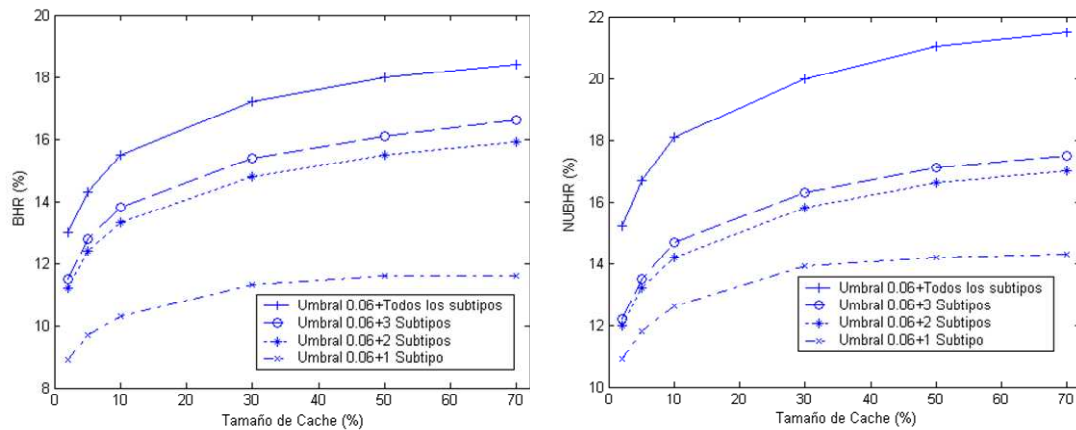 20
18
16
14
12
10
8
BHR (%)
0 10 20 30 40 50 60 70
Tamaño de Cache (%)
Umbral 0.06+Todos los subtipos
Umbral 0.06+3 Subtipos
Umbral 0.06+2 Subtipos
Umbral 0.06+1 Subtipo
22
20
18
16
14
12
10
NUBHR (%)
0 10 20 30 40 50 60 70
Tamaño de Cache (%)
Umbral 0.06+Todos los subtipos
Umbral 0.06+3 Subtipos
Umbral 0.06+2 Subtipos
Umbral 0.06+1 Subtipo